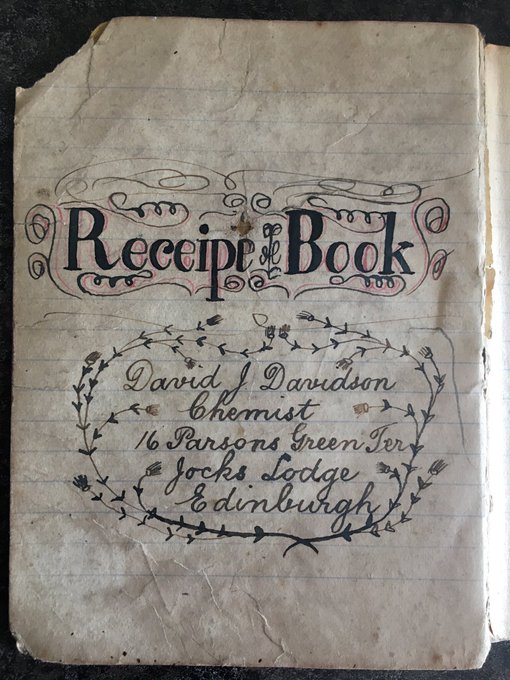 Receipe Book
David J Davidson
Chemist
16 Parsons Green Ter
Jocks Lodge
Edinburgh